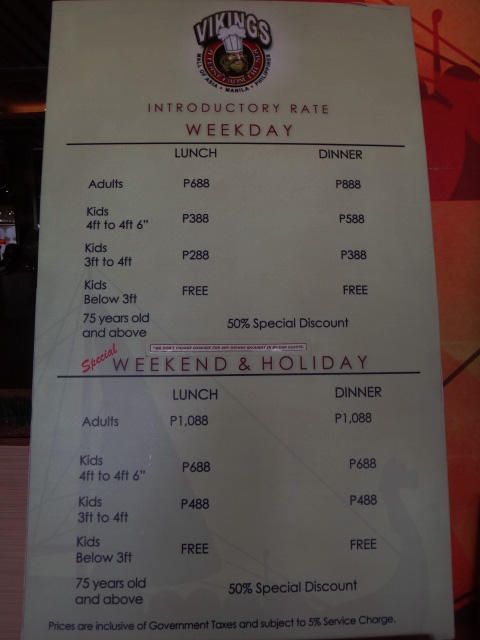 VIKINGS
MALL OF ASIA • MANILA • PHILIPPINES
INTRODUCTORY RATE
WEEKDAY
LUNCH DINNER
Adults P688 P888
Kids
4ft to 4ft 6" P388 P588
Kids
3ft to 4ft P288 P388
Kids
Below 3ft FREE FREE
75 years old
and above 50% Special Discount
Special WEEKEND & HOLIDAY
LUNCH DINNER
Adults P1,088 P1,088
Kids
4ft to 4ft 6" P688 P688
Kids
3ft to 4ft P488 P488
Kids
Below 3ft FREE FREE
75 years old
and above 50% Special Discount
Prices are inclusive of Government Taxes and subject to 5% Service Charge.